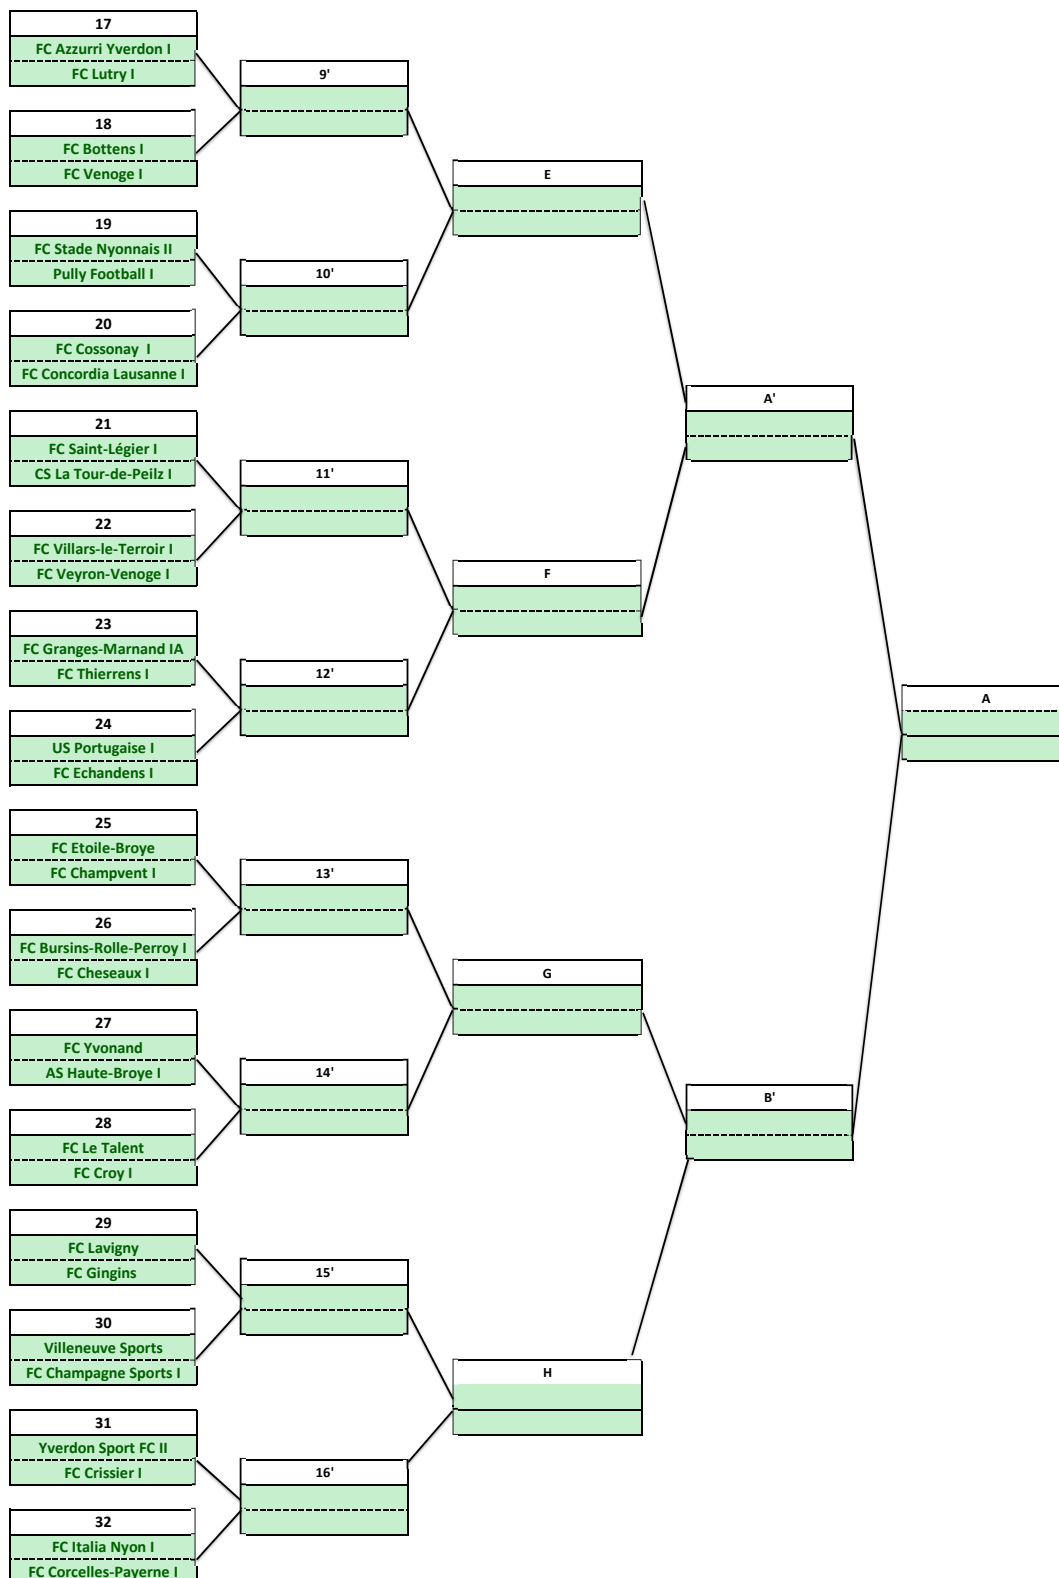 17
FC Azzurri Yverdon I
FC Lutry I
18
FC Bottens I
FC Venoge I
19
FC Stade Nyonnais II
Pully Football I
20
FC Cossonay  I
FC Concordia Lausanne I
21
FC Saint-Légier I
CS La Tour-de-Peilz I
22
FC Villars-le-Terroir I
FC Veyron-Venoge I
23
FC Granges-Marnand IA
FC Thierrens I
24
US Portugaise I
FC Echandens I
25
FC Etoile-Broye
FC Champvent I
26
FC Bursins-Rolle-Perroy I
FC Cheseaux I
27
FC Yvonand
AS Haute-Broye I
28
FC Le Talent
FC Croy I
29
FC Lavigny
FC Gingins
30
Villeneuve Sports
FC Champagne Sports I
31
Yverdon Sport FC II
FC Crissier I
32
FC Italia Nyon I
FC Corcelles-Payerne I
9'
10'
11'
12'
13'
14'
15'
16'
E
F
G
H
A'
B'
A